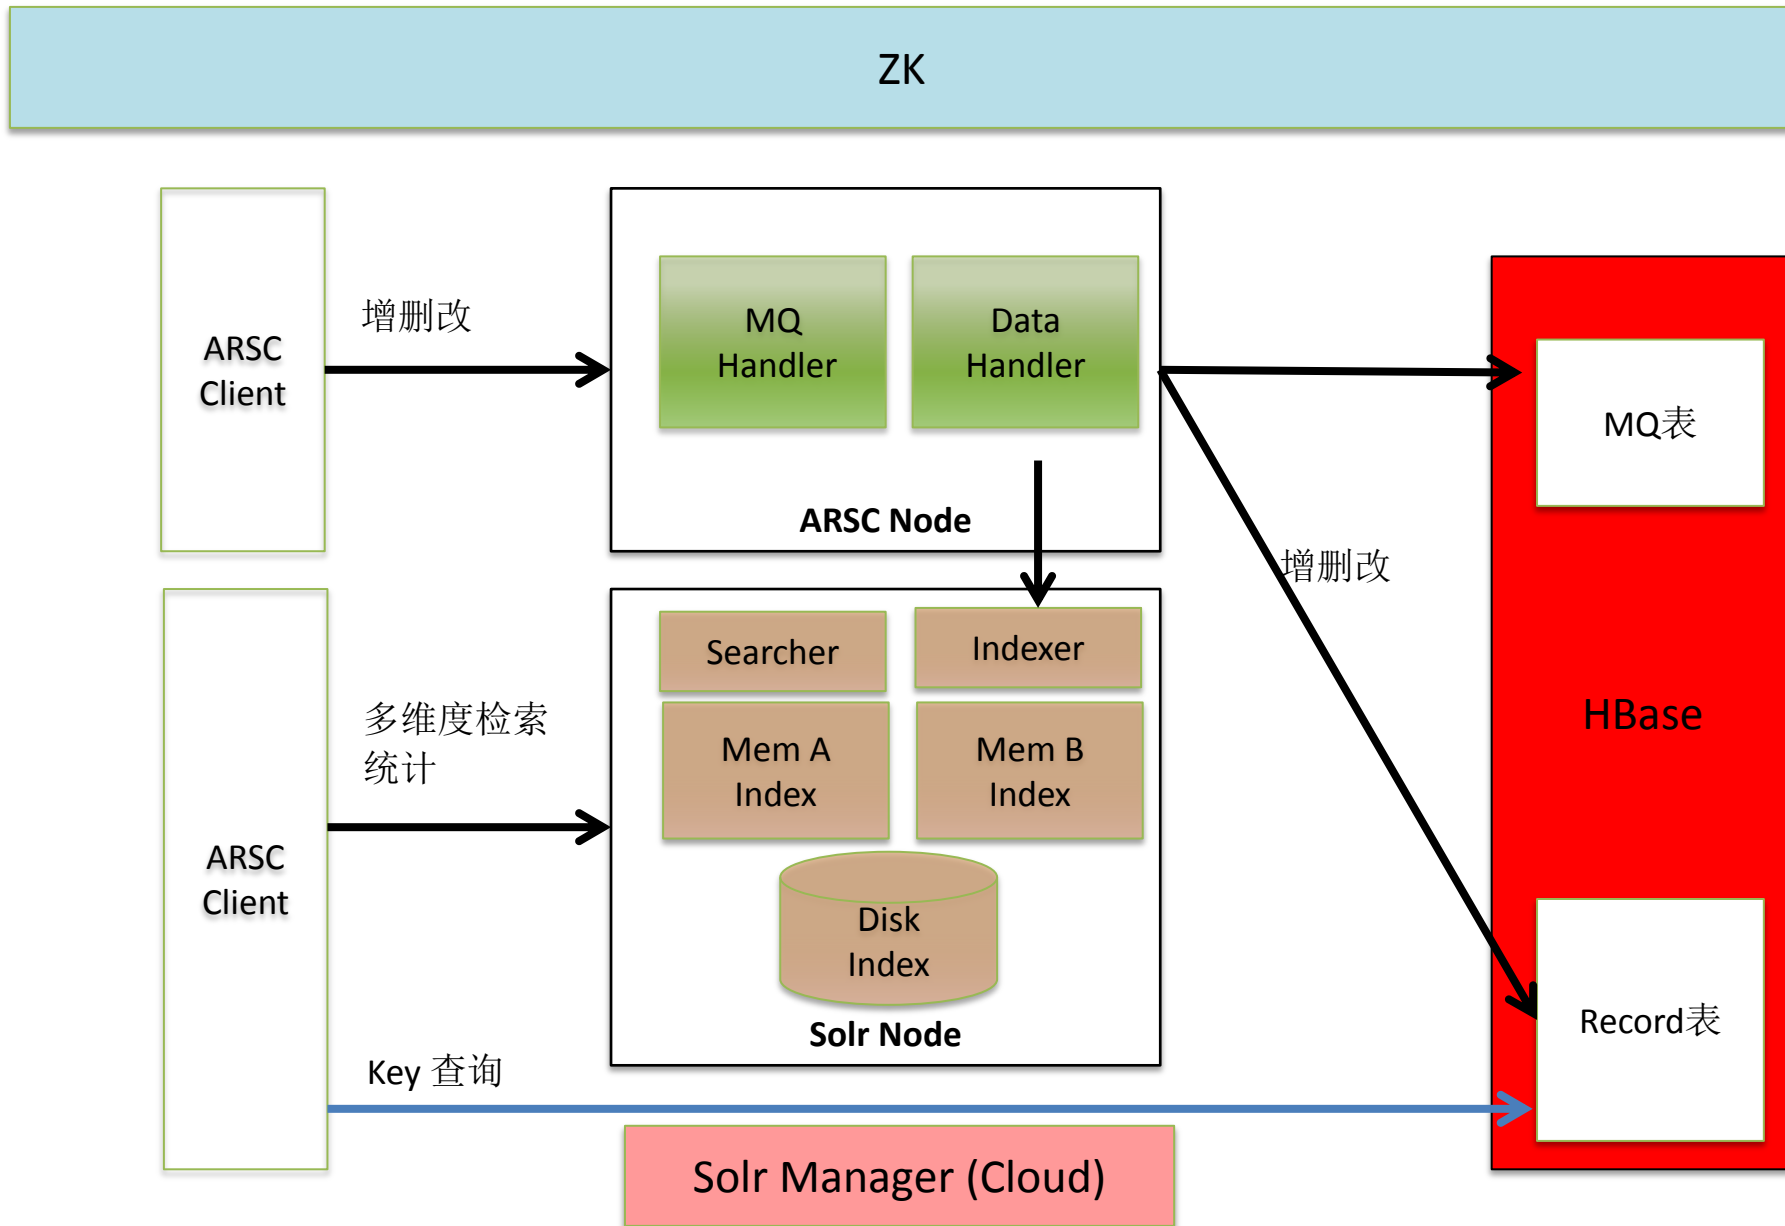 ZK
ARSC
Client
增删改
MQ
Handler
Data
Handler
ARSC Node
MQ表
增删改
HBase
Record表
ARSC
Client
多维度检索
统计
Searcher
Indexer
Mem A
Index
Mem B
Index
Disk
Index
Solr Node
Key 查询
Solr Manager (Cloud)